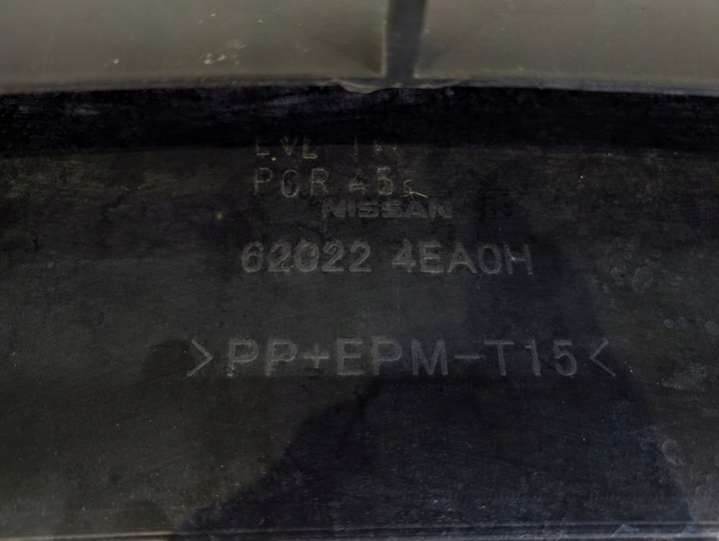 PCR 45
NISSAN
62022 4EA0H
>PP+EPM-T15<